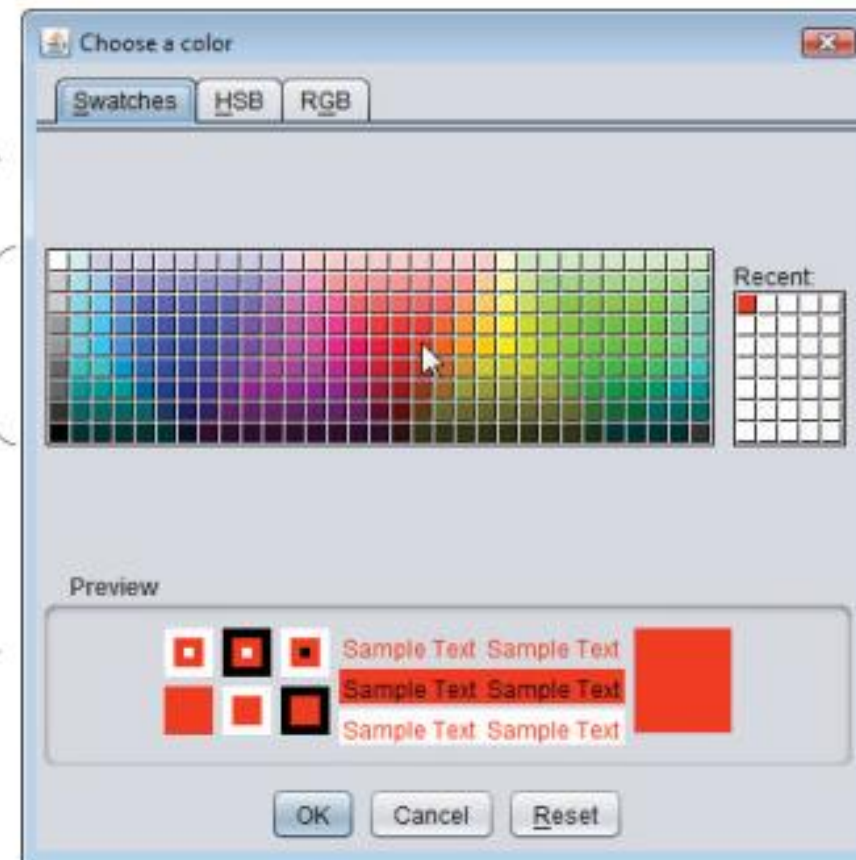 Choose a color
Swatches HSB RGB
Recent:
Preview
Sample Text Sample Text
Sample Text Sample Text
Sample Text Sample Text
OK Cancel Reset